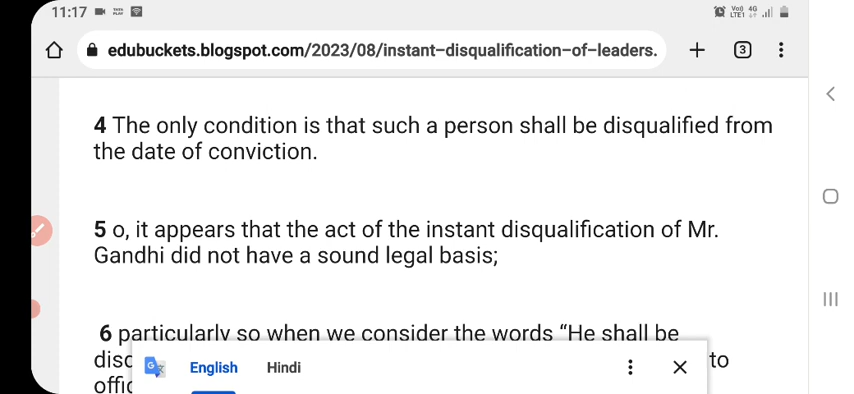 11:17
VoD 4G
LTE1
edubuckets.blogspot.com/2023/08/instant-disqualification-of-leaders.
3
4 The only condition is that such a person shall be disqualified from
the date of conviction.
5 o, it appears that the act of the instant disqualification of Mr.
Gandhi did not have a sound legal basis;
6 particularly so when we consider the words “He shall be
to
English Hindi